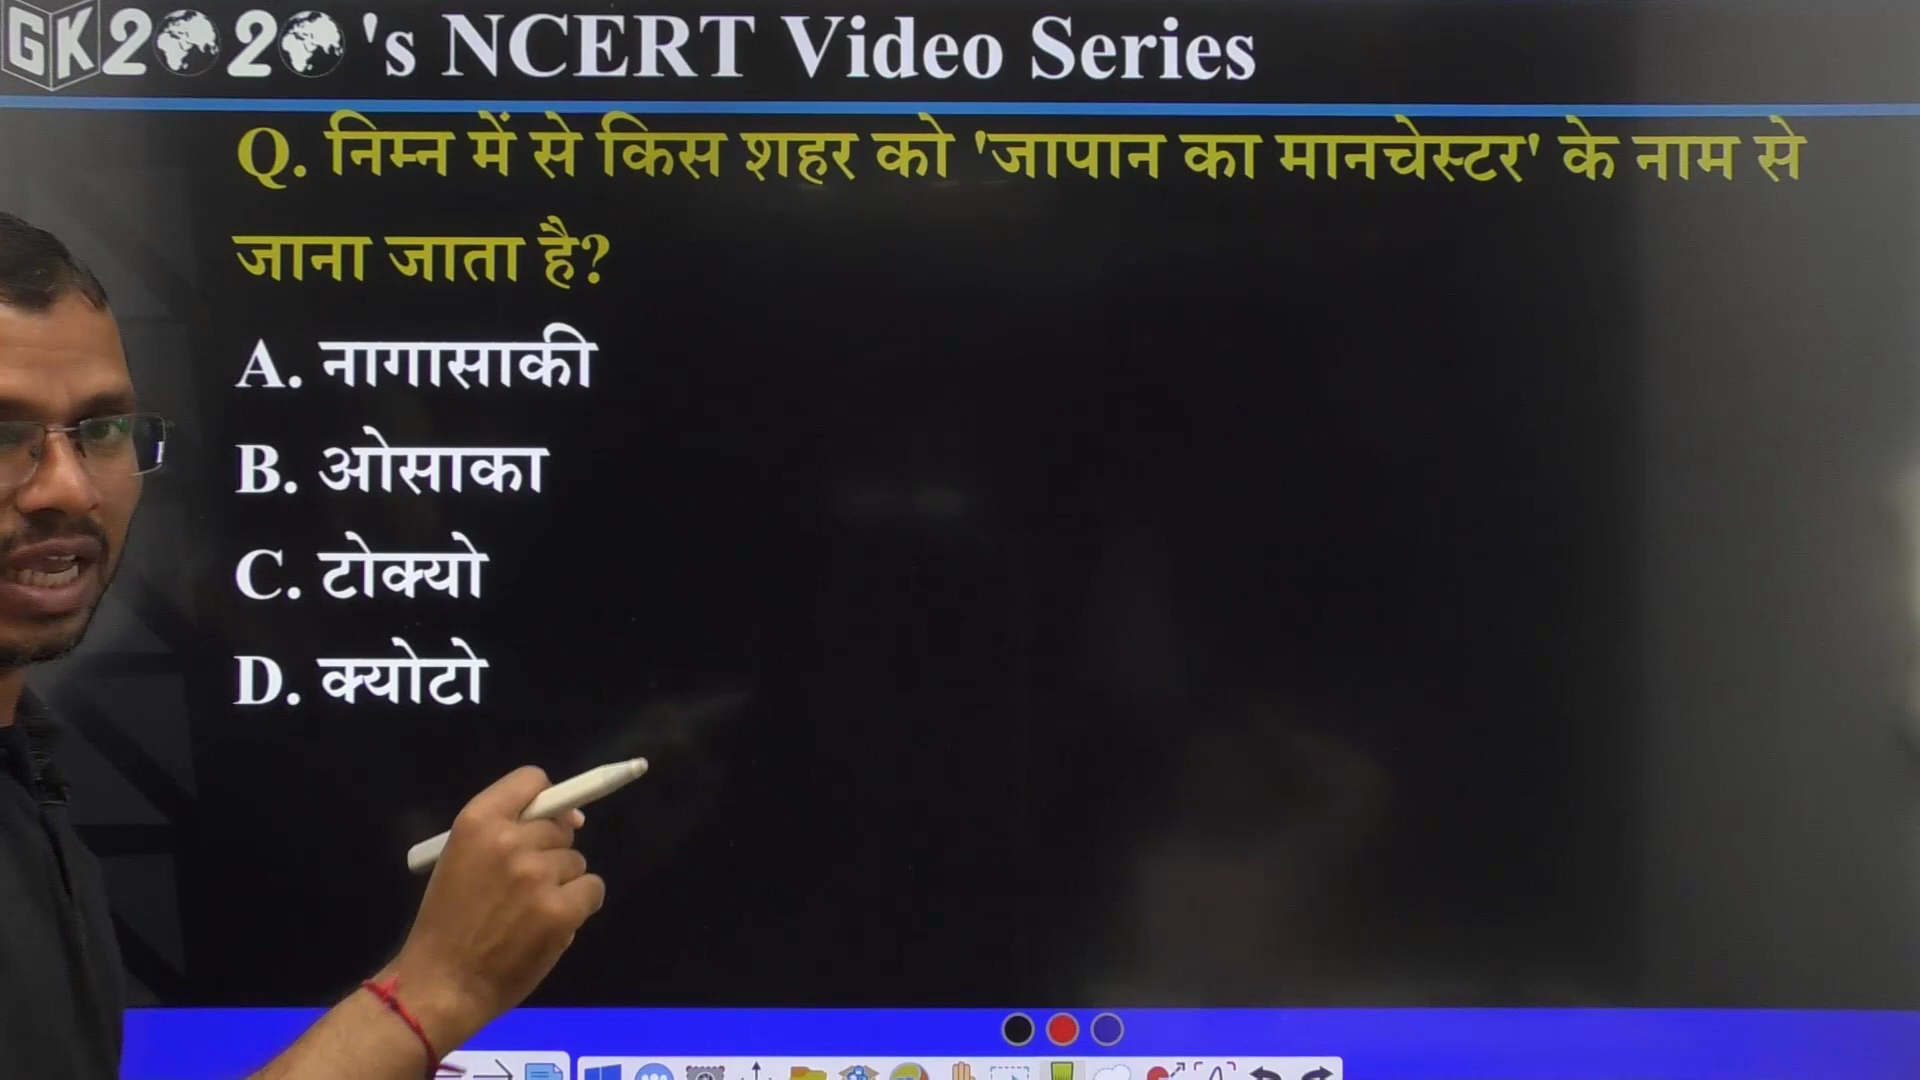 GK2020's NCERT Video Series
Q. निम्न में से किस शहर को 'जापान का मानचेस्टर' के नाम से
जाना जाता है?
A. नागासाकी
B. ओसाका
C. टोक्यो
D. क्योटो